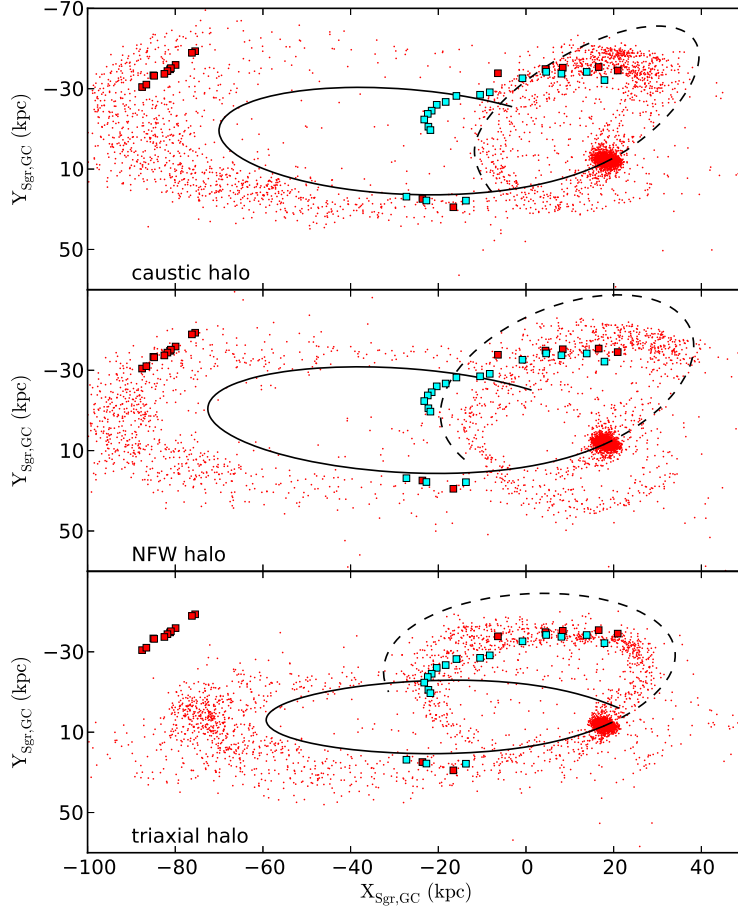 −70
−30
10
50
Y_Sgr,GC (kpc)
caustic halo
−30
10
50
Y_Sgr,GC (kpc)
NFW halo
−30
10
50
Y_Sgr,GC (kpc)
triaxial halo
−100 −80 −60 −40 −20 0 20 40
X_Sgr,GC (kpc)